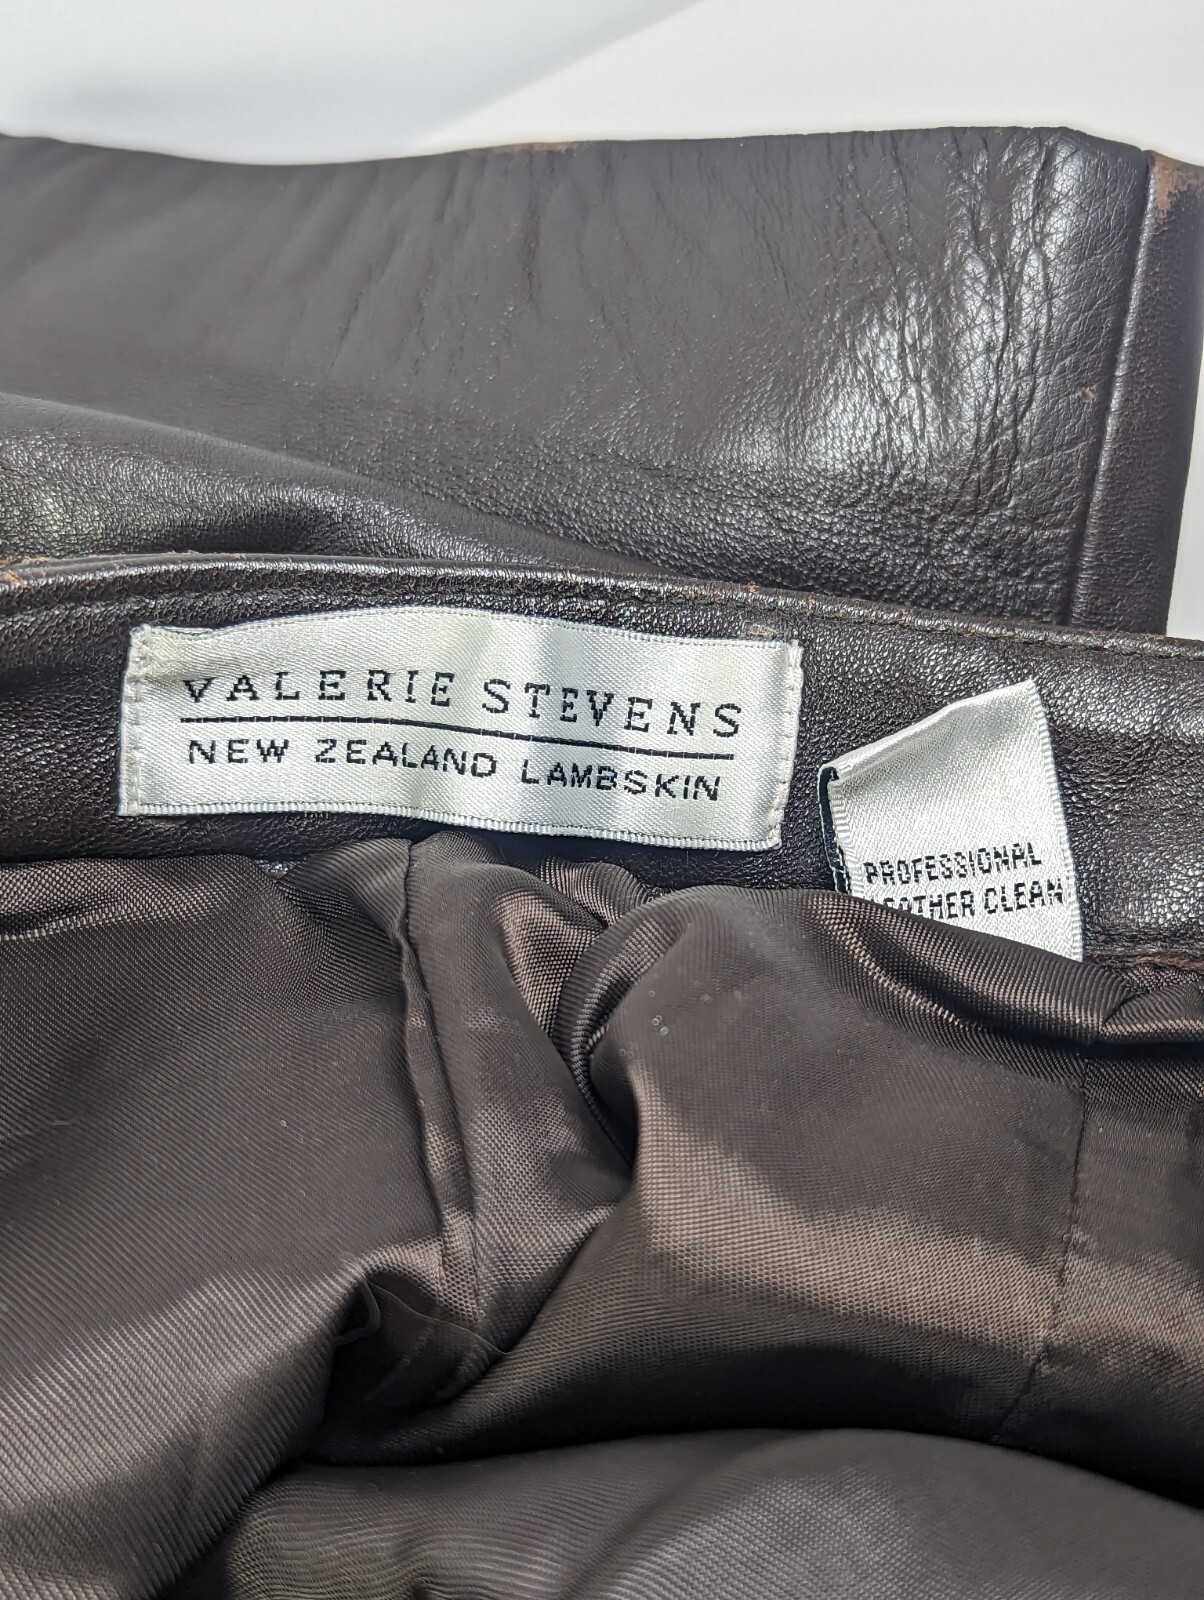 VALERIE STEVENS
NEW ZEALAND LAMBSKIN
PROFESSIONAL
CLEAN